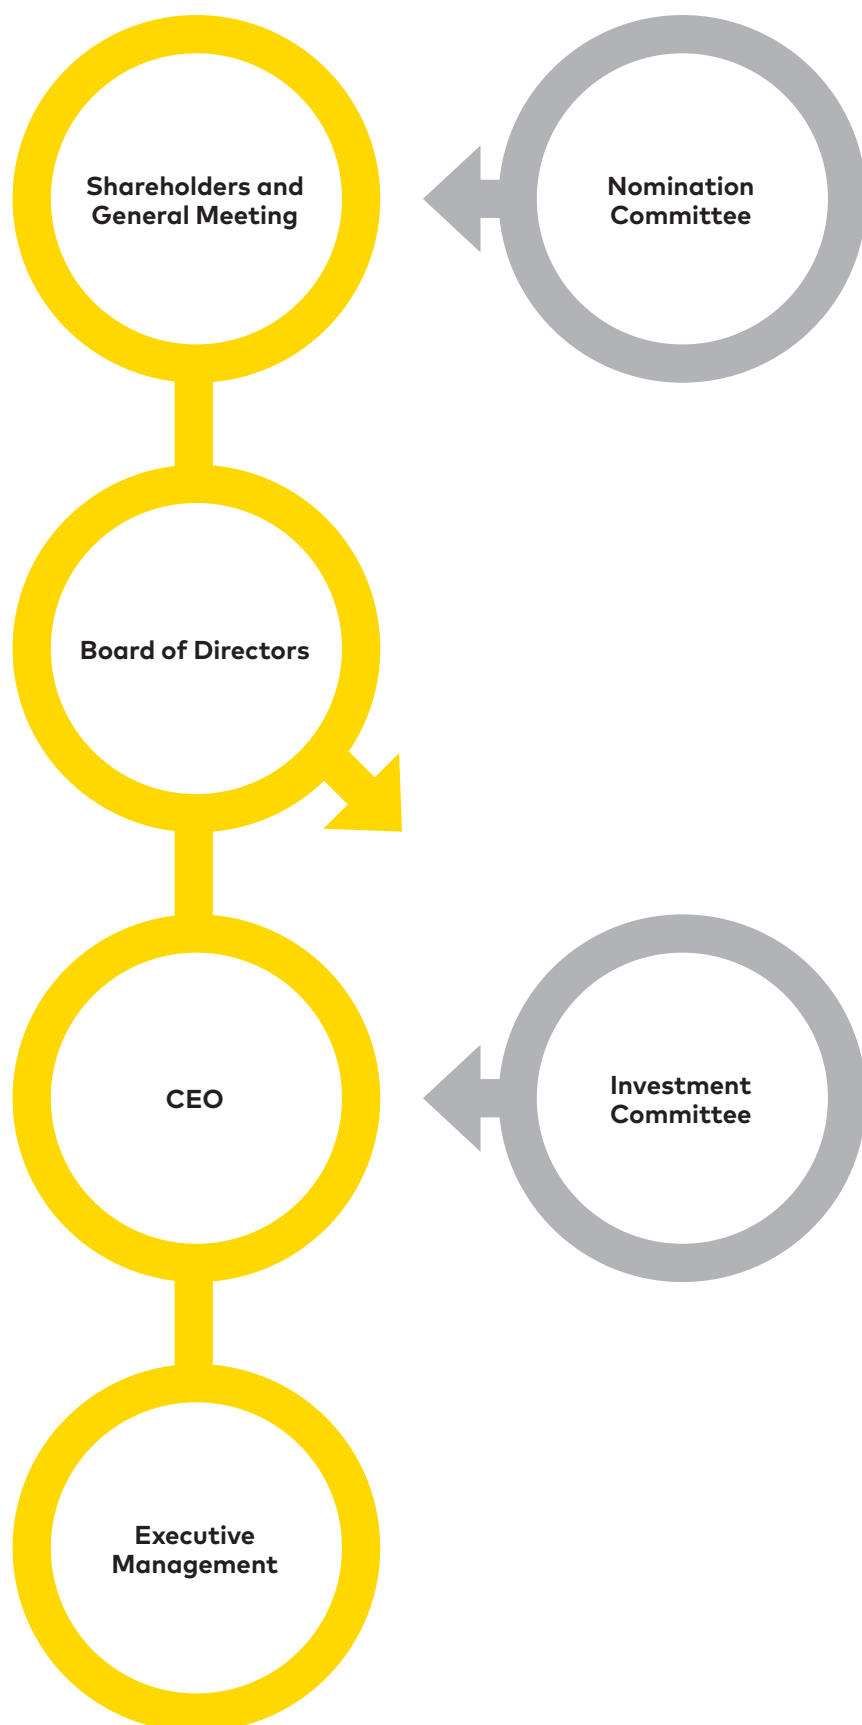 Shareholders and
General Meeting
Nomination
Committee
Board of Directors
CEO
Investment
Committee
Executive
Management